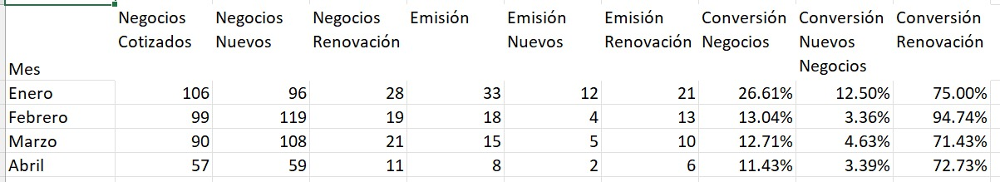 Mes Negocios Cotizados Negocios Nuevos Negocios Renovación Emisión Emisión Nuevos Emisión Renovación Conversión Negocios Conversión Nuevos Negocios Conversión Renovación
Enero 106 96 28 33 12 21 26.61% 12.50% 75.00%
Febrero 99 119 19 18 4 13 13.04% 3.36% 94.74%
Marzo 90 108 21 15 5 10 12.71% 4.63% 71.43%
Abril 57 59 11 8 2 6 11.43% 3.39% 72.73%